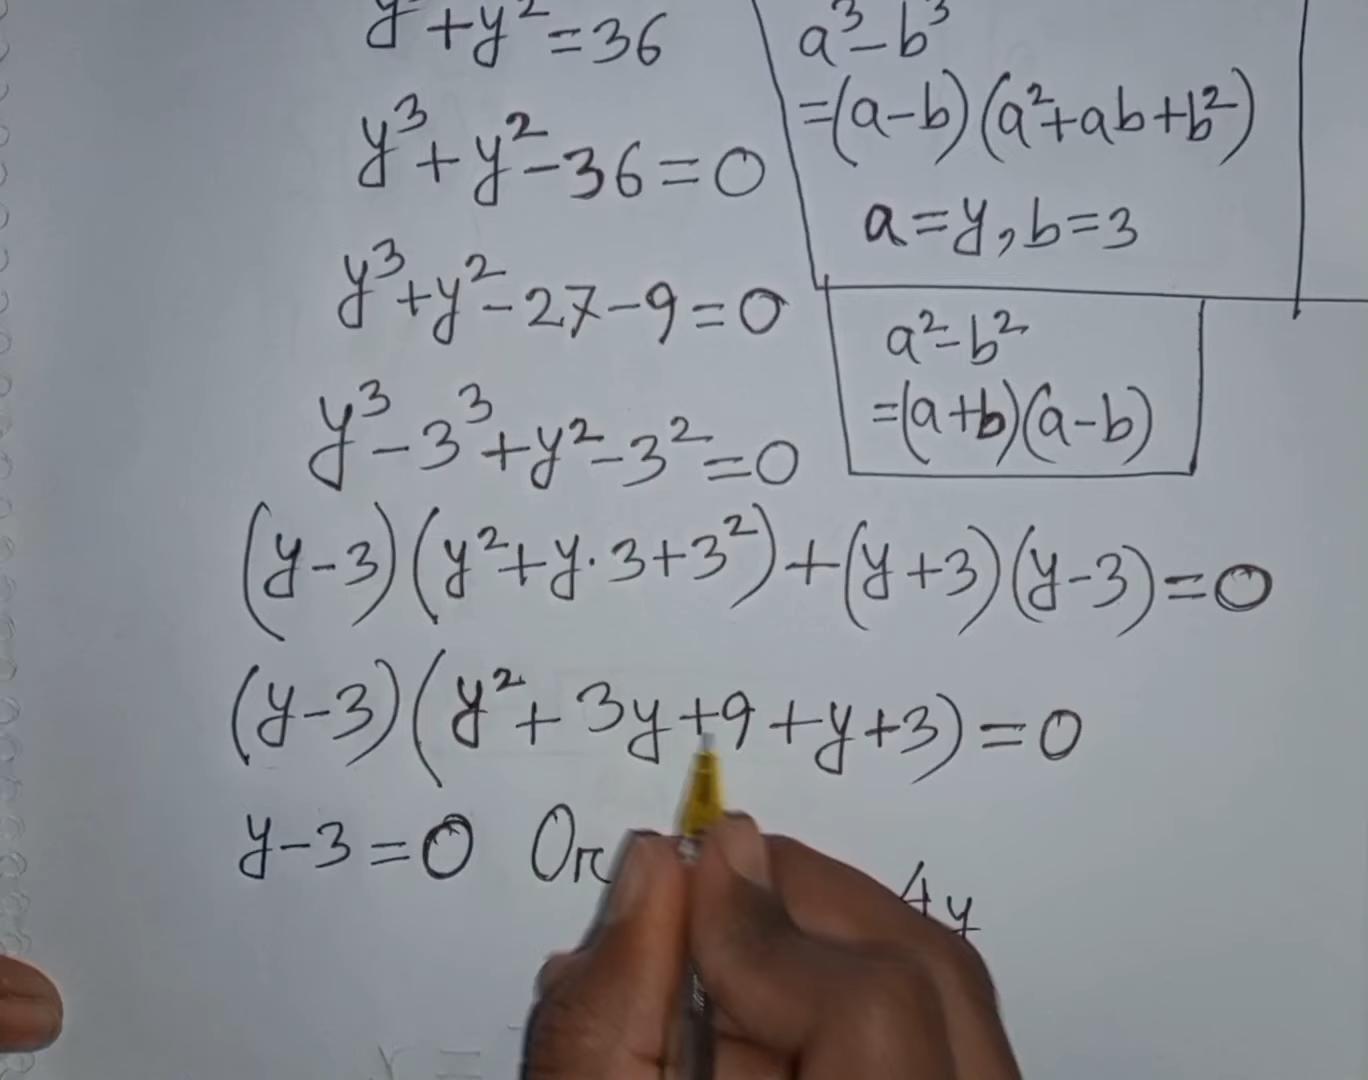 y³+y²=36
y³+y²-36=0
y³+y²-27-9=0
y³-3³+y²-3²=0
(y-3)(y²+y·3+3²)+(y+3)(y-3)=0
(y-3)(y²+3y+9+y+3)=0
y-3=0 Or
4y
a³-b³
=(a-b)(a²+ab+b²)
a=y, b=3
a²-b²
=(a+b)(a-b)